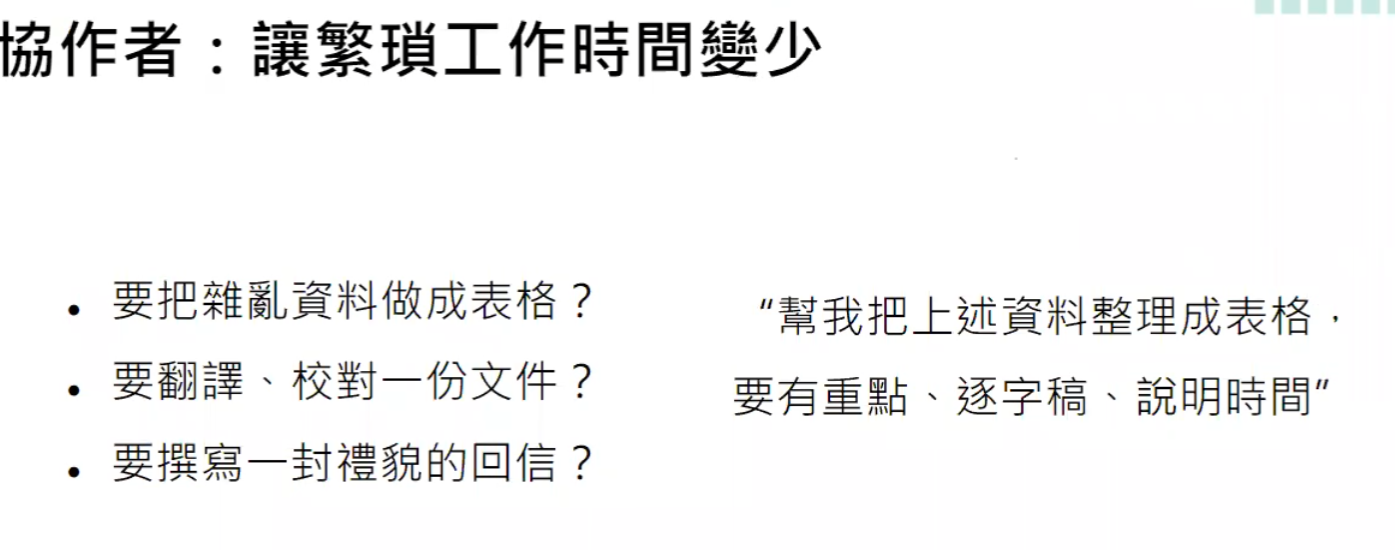 協作者：讓繁瑣工作時間變少
• 要把雜亂資料做成表格？
• 要翻譯、校對一份文件？
• 要撰寫一封禮貌的回信？
“幫我把上述資料整理成表格，
要有重點、逐字稿、說明時間”